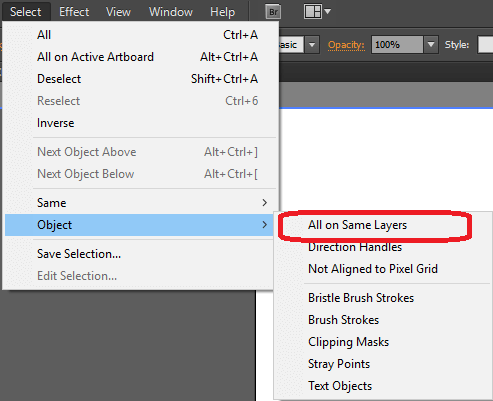 Select Effect View Window Help Br
All Ctrl+A
All on Active Artboard Alt+Ctrl+A
Deselect Shift+Ctrl+A
Reselect Ctrl+6
Inverse
Next Object Above Alt+Ctrl+]
Next Object Below Alt+Ctrl+[
Same
Object
Save Selection...
Edit Selection...
asic Opacity: 100% Style:
All on Same Layers
Direction Handles
Not Aligned to Pixel Grid
Bristle Brush Strokes
Brush Strokes
Clipping Masks
Stray Points
Text Objects